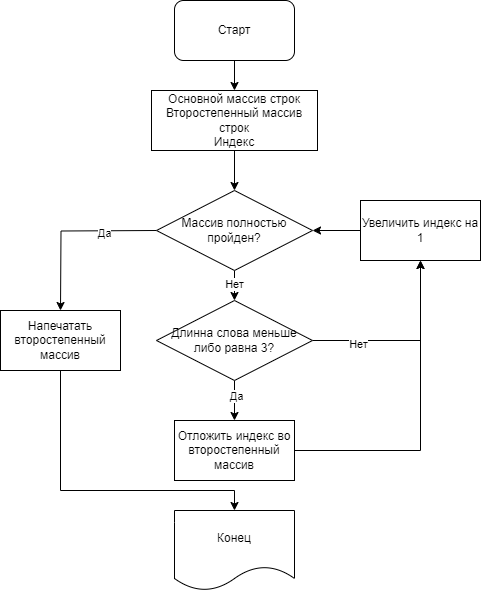 Старт
Основной массив строк
Второстепенный массив
строк
Индекс
Массив полностью
пройден?
Увеличить индекс на
1
Да
Нет
Напечатать
второстепенный
массив
Длинна слова меньше
либо равна 3?
Нет
Да
Отложить индекс во
второстепенный
массив
Конец